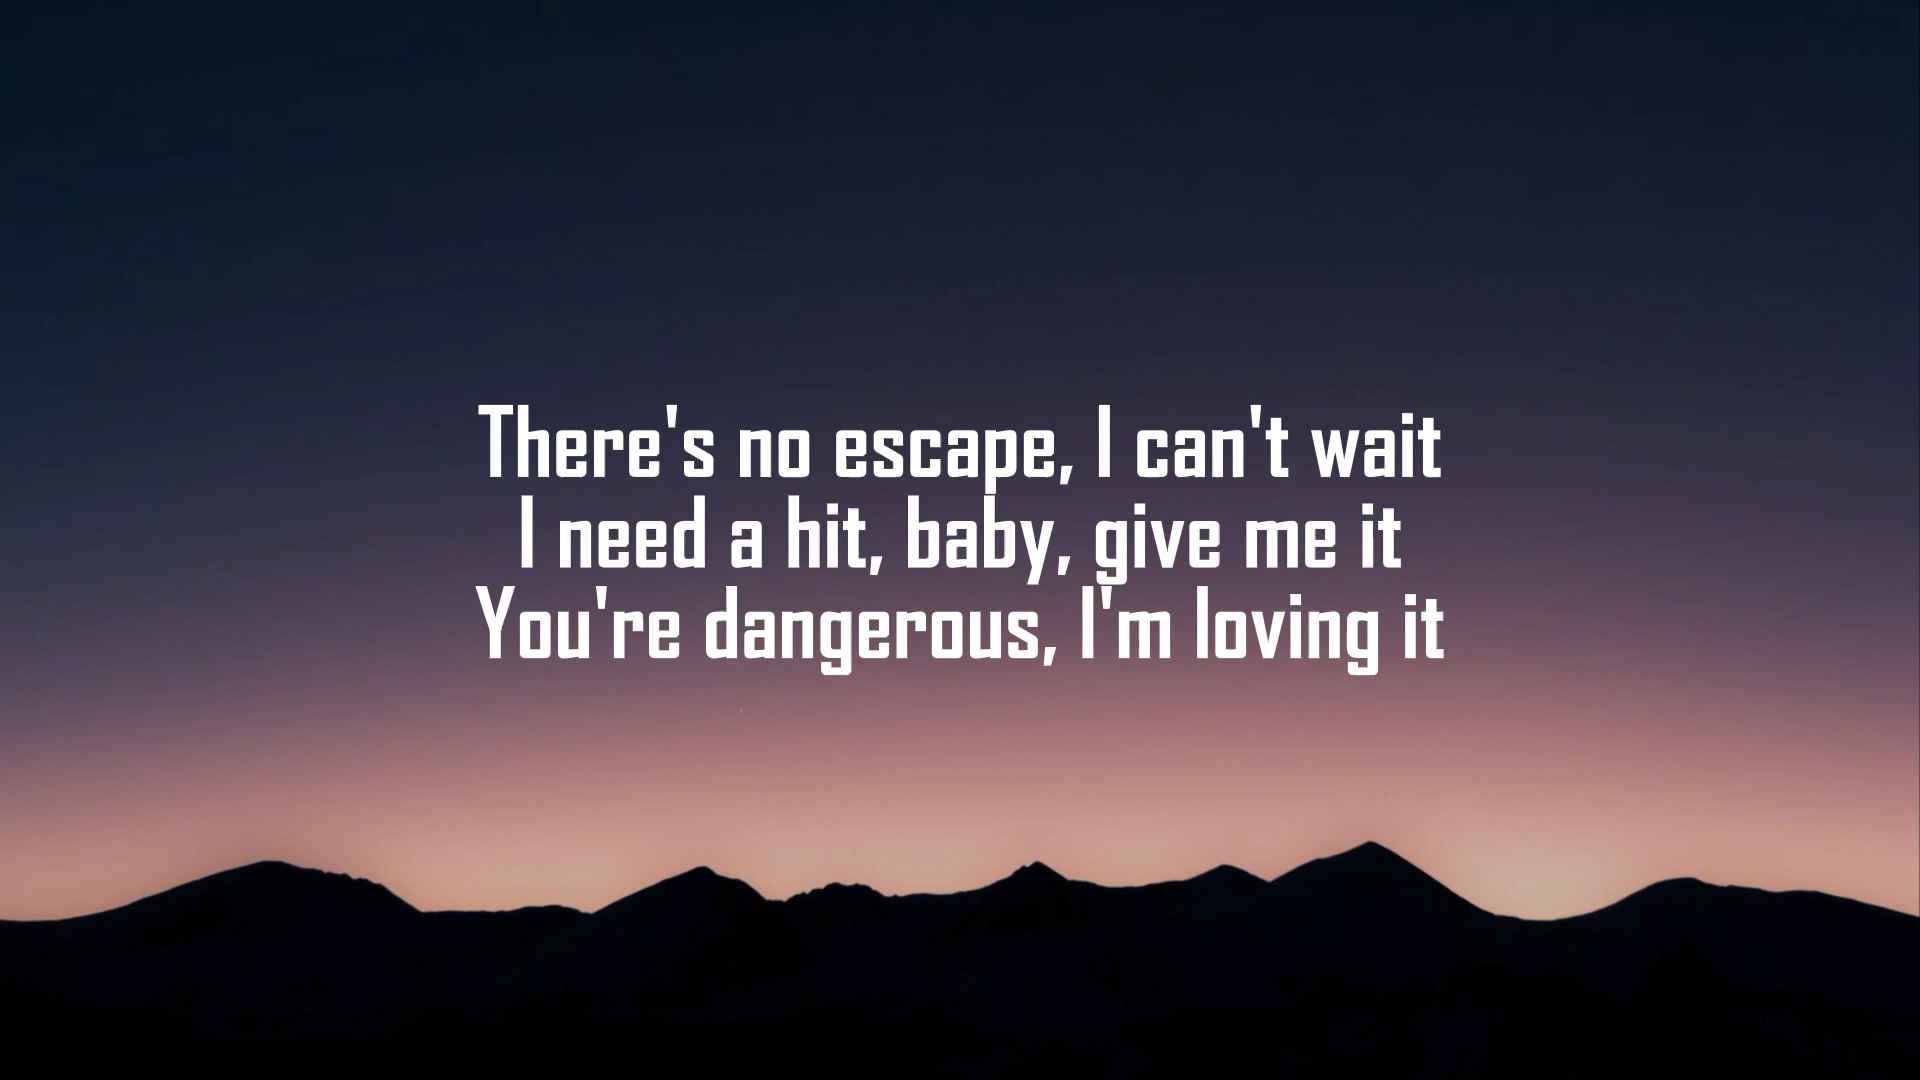 There's no escape, I can't wait
I need a hit, baby, give me it
You're dangerous, I'm loving it